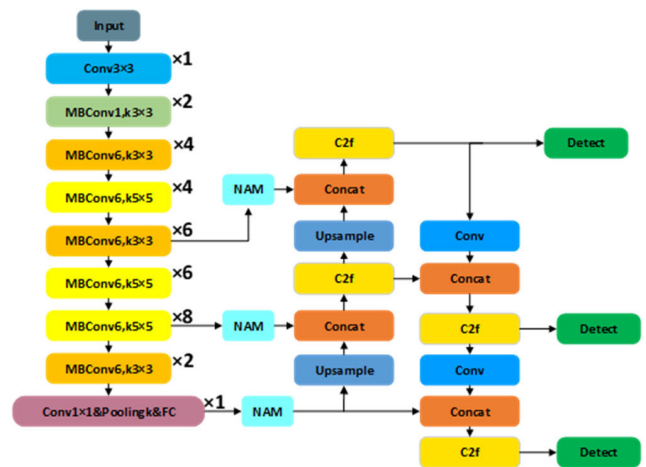 Input
Conv3×3
×1
MBConv1,k3×3
×2
MBConv6,k3×3
×4
MBConv6,k5×5
×4
MBConv6,k3×3
×6
MBConv6,k5×5
×6
MBConv6,k5×5
×8
MBConv6,k3×3
×2
Conv1×1&Poolingk&FC
×1
NAM
NAM
NAM
C2f
Concat
Upsample
C2f
Concat
Upsample
Conv
Concat
C2f
Conv
Concat
C2f
Detect
Detect
Detect